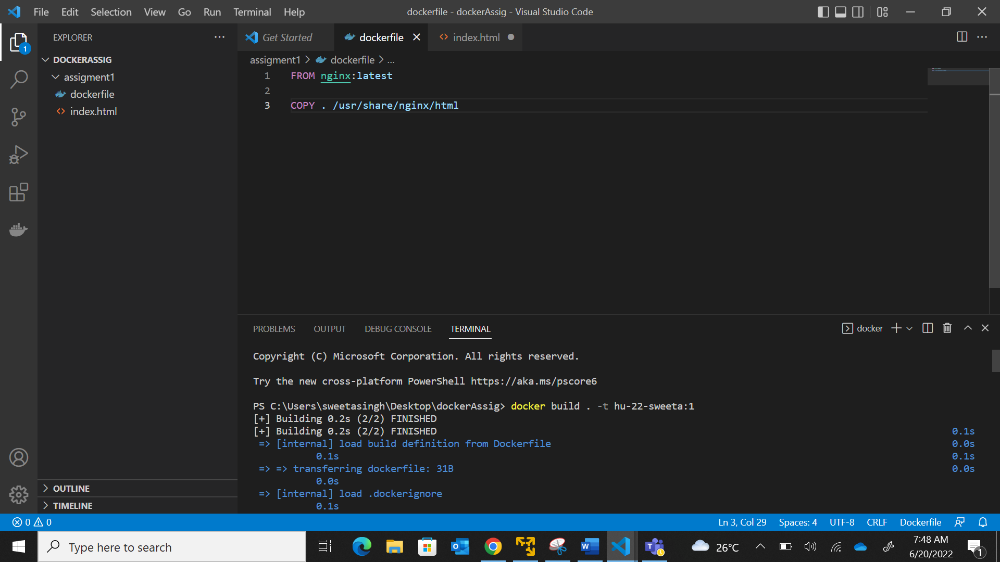 File Edit Selection View Go Run Terminal Help
dockerfile - dockerAssig - Visual Studio Code
1
EXPLORER
DOCKERASSIG
assigment1
dockerfile
index.html
OUTLINE
TIMELINE
Get Started
dockerfile
index.html
assigment1 > dockerfile > ...
1 FROM nginx:latest
2
3 COPY . /usr/share/nginx/html
PROBLEMS OUTPUT DEBUG CONSOLE TERMINAL
docker
Copyright (C) Microsoft Corporation. All rights reserved.
Try the new cross-platform PowerShell https://aka.ms/pscore6
PS C:\Users\sweetasingh\Desktop\dockerAssig> docker build . -t hu-22-sweeta:1
[+] Building 0.2s (2/2) FINISHED
[+] Building 0.2s (2/2) FINISHED 0.1s
=> [internal] load build definition from Dockerfile 0.0s
0.1s 0.1s
=> => transferring dockerfile: 31B 0.0s
0.0s
=> [internal] load .dockerignore
0.1s
0 0
Ln 3, Col 29 Spaces: 4 UTF-8 CRLF Dockerfile
Type here to search
26°C
7:48 AM
6/20/2022
1